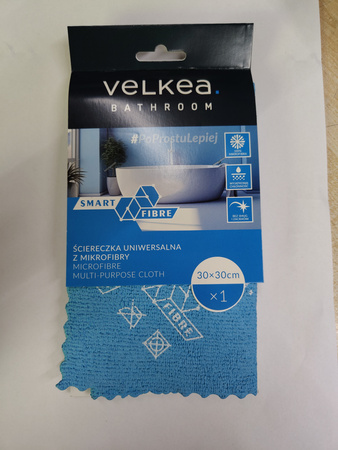 VELKEA.
BATHROOM
#PoProstuLepiej
SMART
FIBRE
ŚCIERECZKA UNIWERSALNA
Z MIKROFIBRY
MICROFIBRE
MULTI-PURPOSE CLOTH
30×30cm
×1
FIBRE